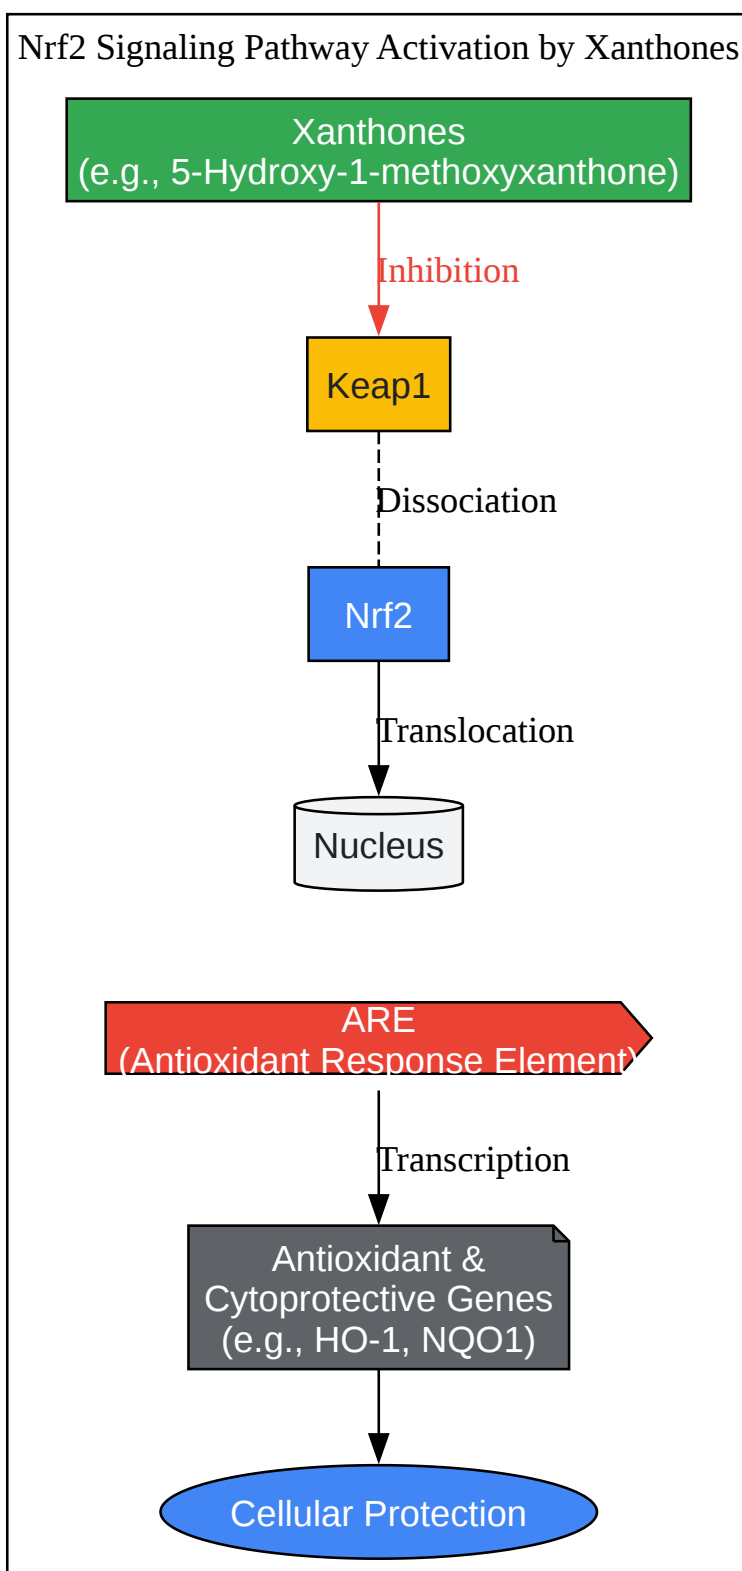 Nrf2 Signaling Pathway Activation by Xanthones
Xanthones
(e.g., 5-Hydroxy-1-methoxyxanthone)
Inhibition
Keap1
Dissociation
Nrf2
Translocation
Nucleus
ARE
(Antioxidant Response Element)
Transcription
Antioxidant &
Cytoprotective Genes
(e.g., HO-1, NQO1)
Cellular Protection